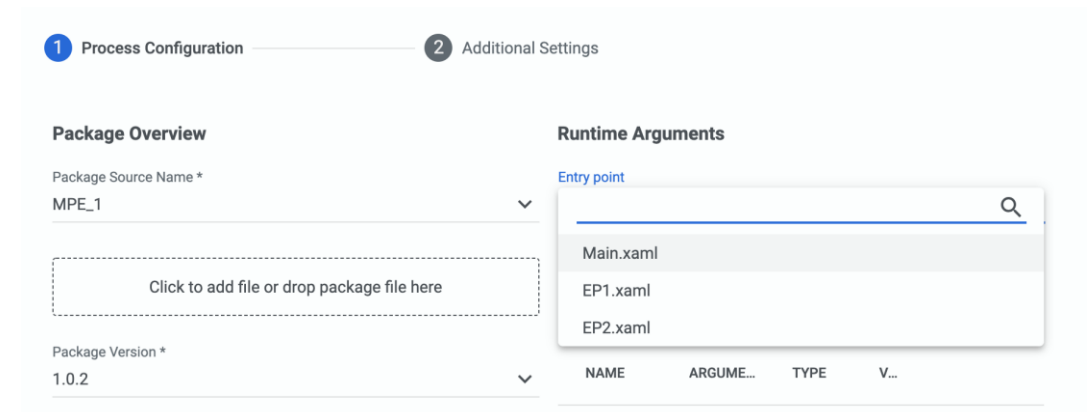 1 Process Configuration 2 Additional Settings
Package Overview
Package Source Name *
MPE_1
Click to add file or drop package file here
Package Version *
1.0.2
Runtime Arguments
Entry point
Main.xaml
EP1.xaml
EP2.xaml
NAME ARGUME... TYPE V...